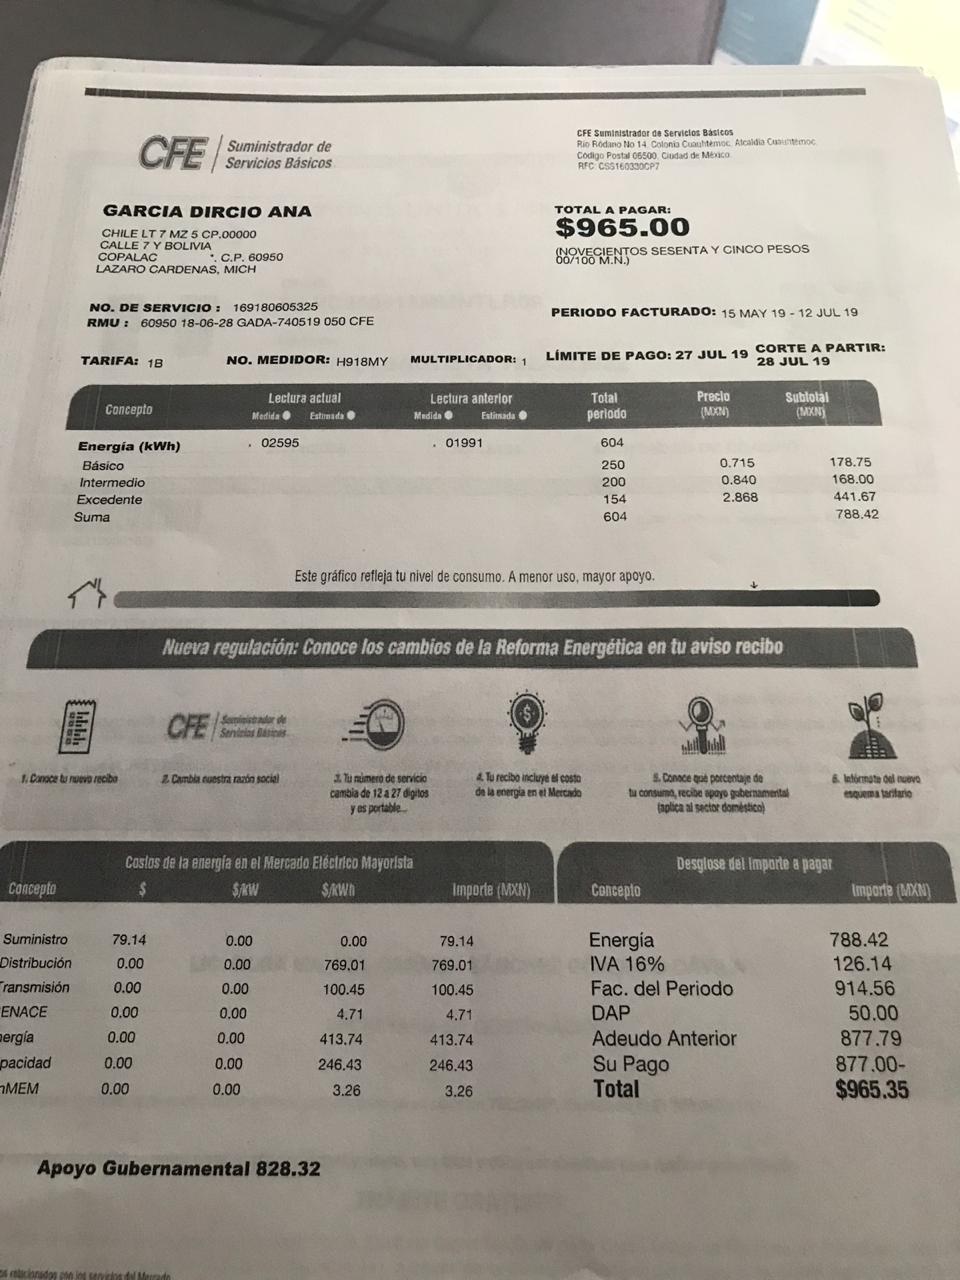 CFE Suministrador de
Servicios Básicos
CFE Suministrador de Servicios Básicos
Río Ródano No 14, Colonia Cuauhtémoc, Alcaldía Cuauhtémoc,
Código Postal 06500, Ciudad de México.
RFC: CSS160330CP7
GARCIA DIRCIO ANA
CHILE LT 7 MZ 5 CP.00000
CALLE 7 Y BOLIVIA
COPALAC *. C.P. 60950
LAZARO CARDENAS, MICH
TOTAL A PAGAR:
$965.00
(NOVECIENTOS SESENTA Y CINCO PESOS
00/100 M.N.)
NO. DE SERVICIO : 169180605325
RMU : 60950 18-06-28 GADA-740519 050 CFE
PERIODO FACTURADO: 15 MAY 19 - 12 JUL 19
TARIFA: 1B NO. MEDIDOR: H918MY MULTIPLICADOR: 1 LÍMITE DE PAGO: 27 JUL 19 CORTE A PARTIR:
28 JUL 19
Concepto Lectura actual Lectura anterior Total periodo Precio (MXN) Subtotal (MXN)
Medida Estimada Medida Estimada
Energía (kWh) . 02595 . 01991 604
Básico 250 0.715 178.75
Intermedio 200 0.840 168.00
Excedente 154 2.868 441.67
Suma 604 788.42
Este gráfico refleja tu nivel de consumo. A menor uso, mayor apoyo.
Nueva regulación: Conoce los cambios de la Reforma Energética en tu aviso recibo
CFE Suministrador de
Servicios Básicos
1. Conoce tu nuevo recibo
2. Cambia nuestra razón social
3. Tu número de servicio
cambia de 12 a 27 dígitos
y es portable...
4. Tu recibo incluye el costo
de la energía en el Mercado
5. Conoce qué porcentaje de
tu consumo, recibe apoyo gubernamental
(aplica al sector doméstico)
6. Infórmate del nuevo
esquema tarifario
Costos de la energía en el Mercado Eléctrico Mayorista
Concepto $ $/kW $/kWh Importe (MXN)
Suministro 79.14 0.00 0.00 79.14
Distribución 0.00 0.00 769.01 769.01
ransmisión 0.00 0.00 100.45 100.45
ENACE 0.00 0.00 4.71 4.71
ergía 0.00 0.00 413.74 413.74
pacidad 0.00 0.00 246.43 246.43
nMEM 0.00 0.00 3.26 3.26
Desglose del importe a pagar
Concepto Importe (MXN)
Energía 788.42
IVA 16% 126.14
Fac. del Periodo 914.56
DAP 50.00
Adeudo Anterior 877.79
Su Pago 877.00-
Total $965.35
Apoyo Gubernamental 828.32
os relacionados con los servicios del Mercado